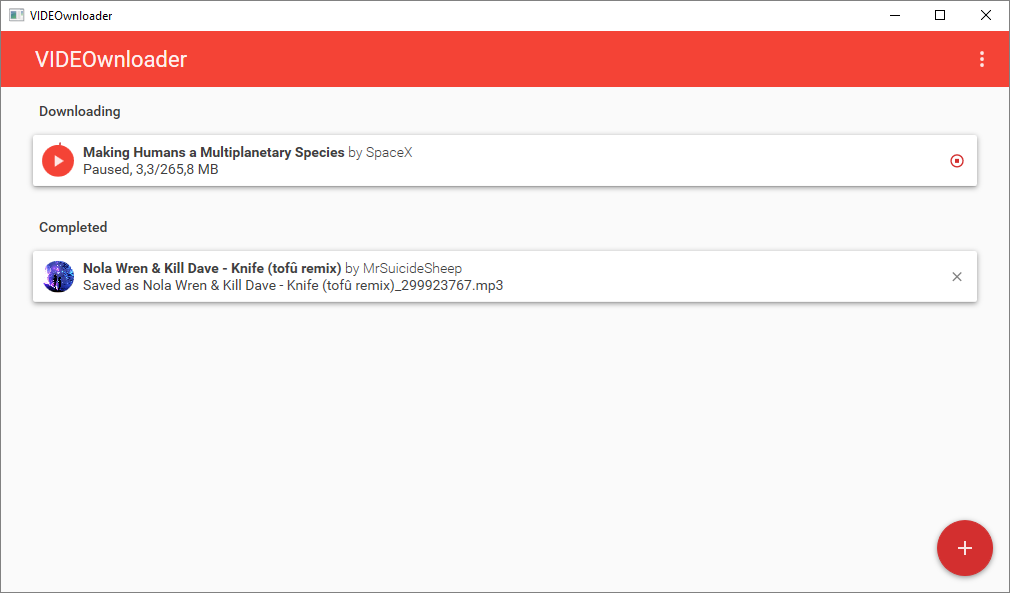 VIDEOwnloader
VIDEOwnloader
Downloading
Making Humans a Multiplanetary Species by SpaceX
Paused, 3,3/265,8 MB
Completed
Nola Wren & Kill Dave - Knife (tofû remix) by MrSuicideSheep
Saved as Nola Wren & Kill Dave - Knife (tofû remix)_299923767.mp3